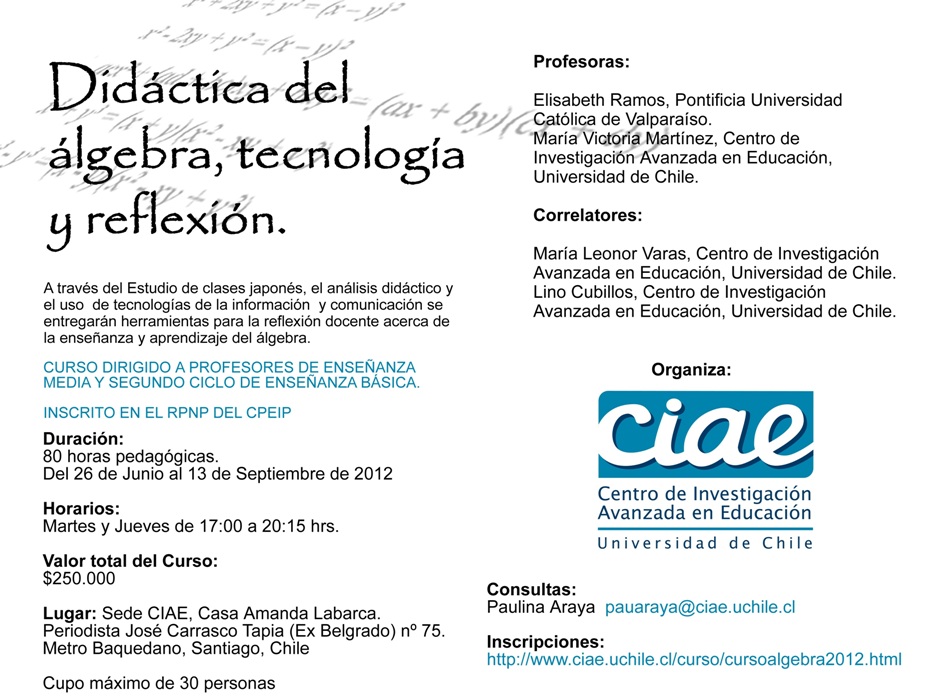 Didáctica del
álgebra, tecnología
y reflexión.
A través del Estudio de clases japonés, el análisis didáctico y
el uso de tecnologías de la información y comunicación se
entregarán herramientas para la reflexión docente acerca de
la enseñanza y aprendizaje del álgebra.
CURSO DIRIGIDO A PROFESORES DE ENSEÑANZA
MEDIA Y SEGUNDO CICLO DE ENSEÑANZA BÁSICA.
INSCRITO EN EL RPNP DEL CPEIP
Duración:
80 horas pedagógicas.
Del 26 de Junio al 13 de Septiembre de 2012
Horarios:
Martes y Jueves de 17:00 a 20:15 hrs.
Valor total del Curso:
$250.000
Lugar: Sede CIAE, Casa Amanda Labarca.
Periodista José Carrasco Tapia (Ex Belgrado) nº 75.
Metro Baquedano, Santiago, Chile
Cupo máximo de 30 personas
Profesoras:
Elisabeth Ramos, Pontificia Universidad
Católica de Valparaíso.
María Victoria Martínez, Centro de
Investigación Avanzada en Educación,
Universidad de Chile.
Correlatores:
María Leonor Varas, Centro de Investigación
Avanzada en Educación, Universidad de Chile.
Lino Cubillos, Centro de Investigación
Avanzada en Educación, Universidad de Chile.
Organiza:
ciae
Centro de Investigación
Avanzada en Educación
Universidad de Chile
Consultas:
Paulina Araya pauaraya@ciae.uchile.cl
Inscripciones:
http://www.ciae.uchile.cl/curso/cursoalgebra2012.html